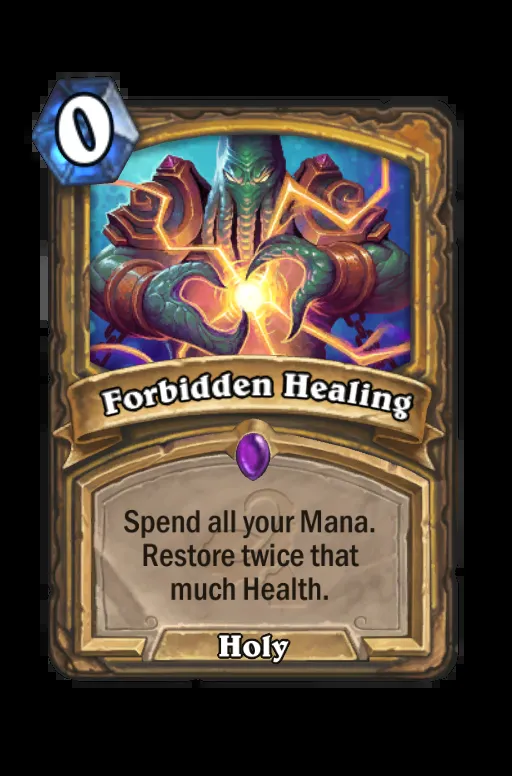 0
Forbidden Healing
Spend all your Mana.
Restore twice that
much Health.
Holy